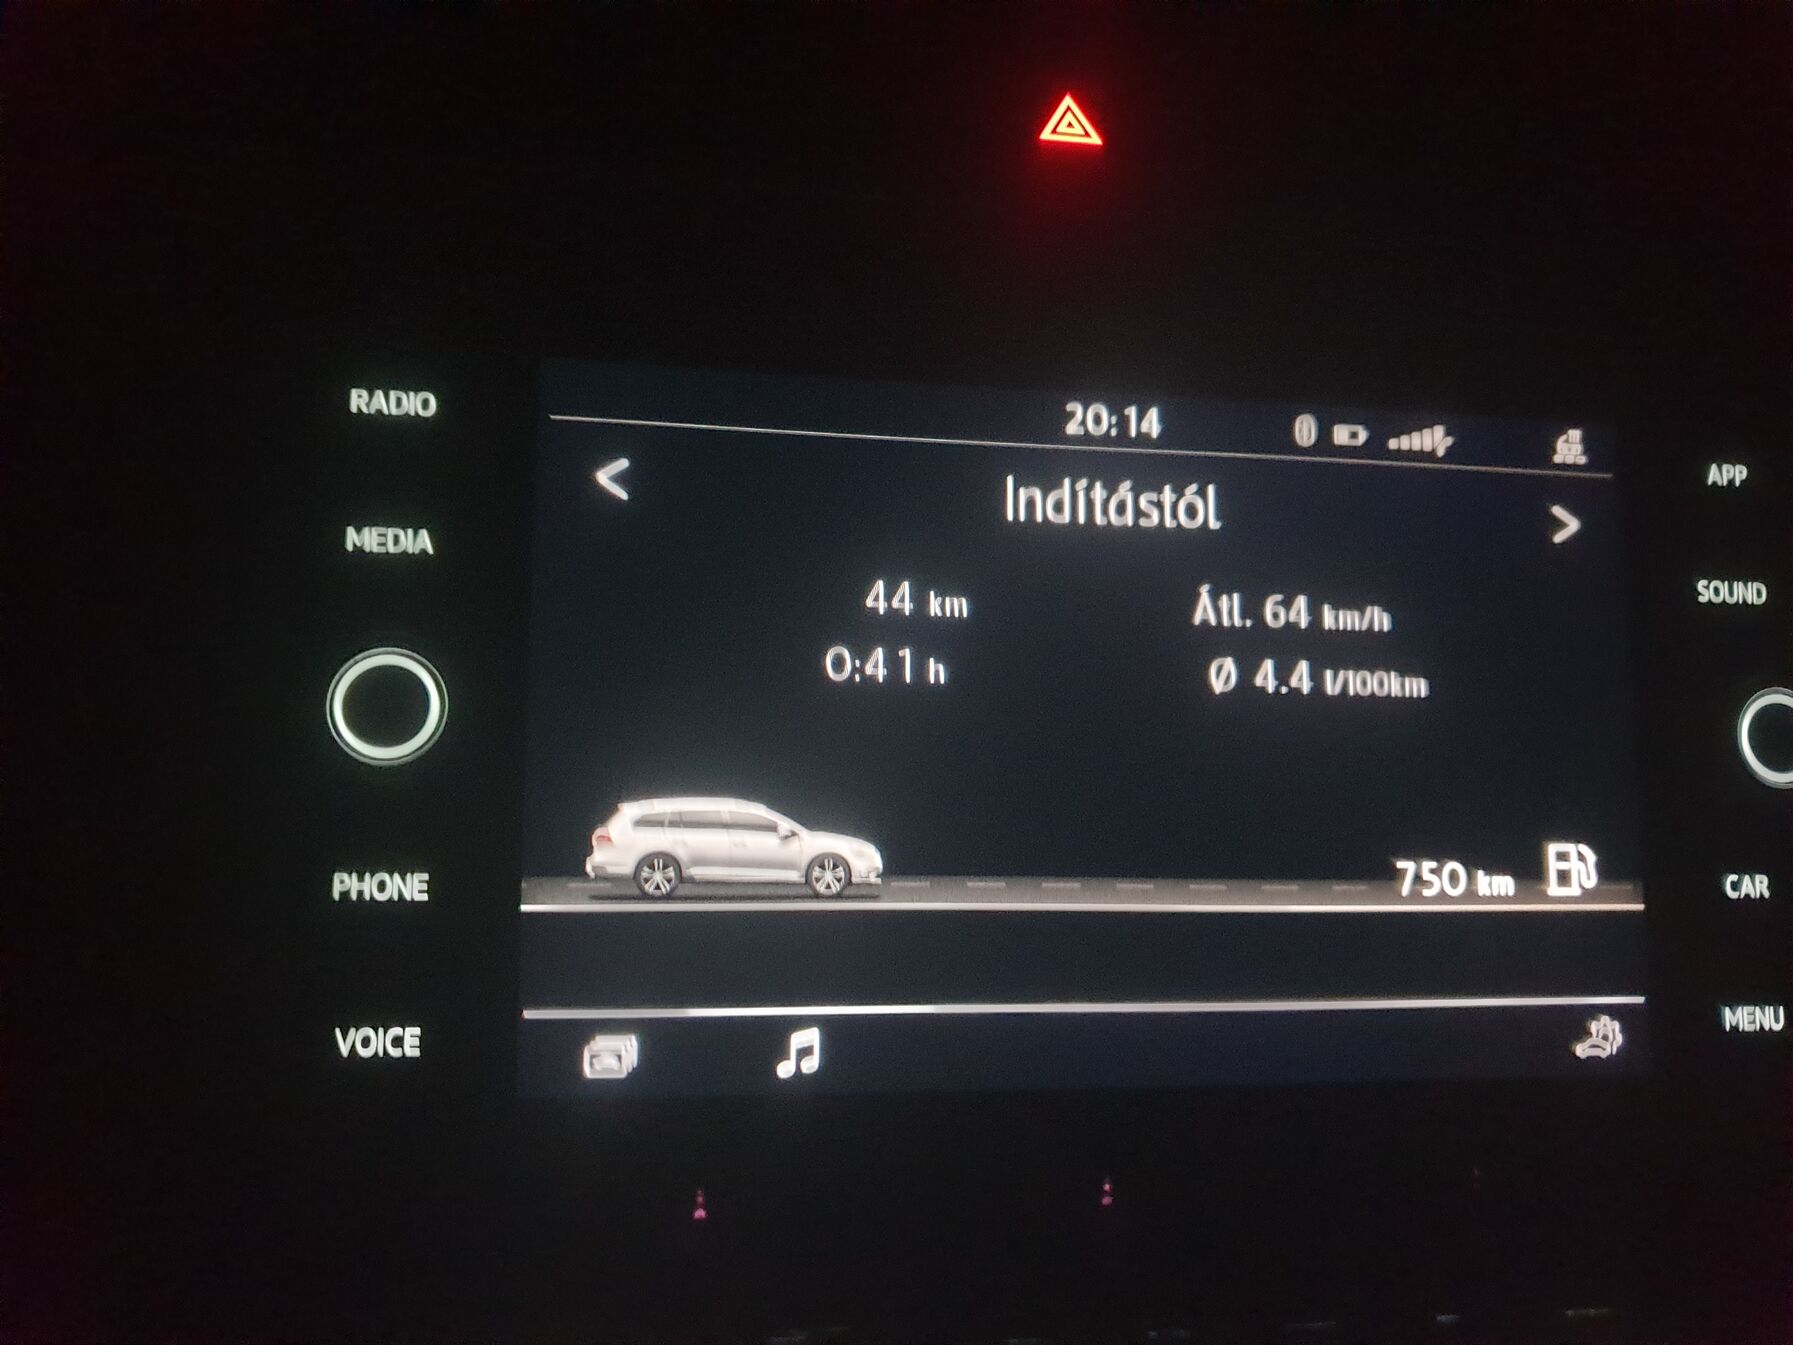 RADIO
MEDIA
PHONE
VOICE
20:14
Indítástól
44 km
Átl. 64 km/h
0:41 h
Ø 4.4 l/100km
750 km
APP
SOUND
CAR
MENU